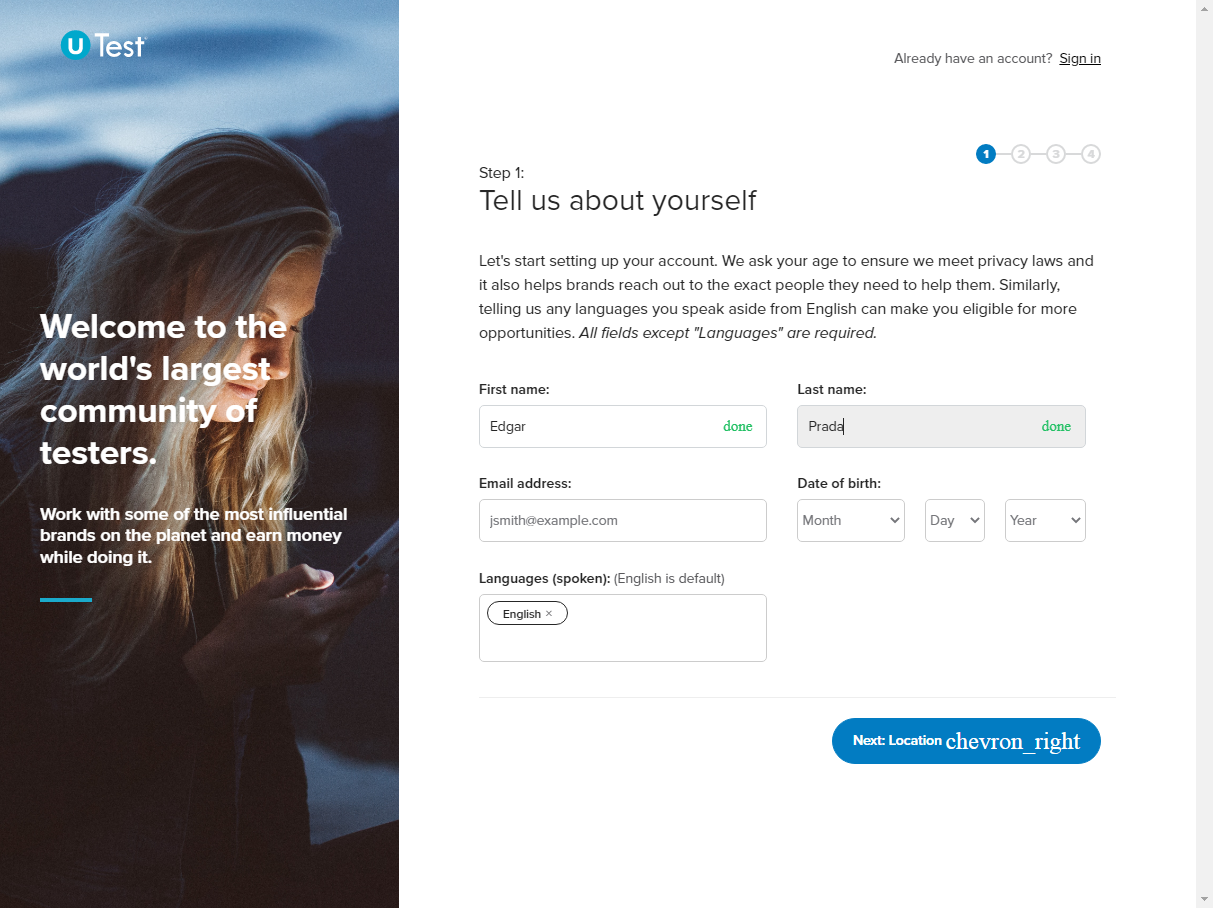 U Test
Already have an account? Sign in
1 2 3 4
Step 1:
Tell us about yourself
Let's start setting up your account. We ask your age to ensure we meet privacy laws and
it also helps brands reach out to the exact people they need to help them. Similarly,
telling us any languages you speak aside from English can make you eligible for more
opportunities. All fields except "Languages" are required.
Welcome to the
world's largest
community of
testers.
Work with some of the most influential
brands on the planet and earn money
while doing it.
First name: Last name:
Edgar done Prada done
Email address: Date of birth:
jsmith@example.com Month Day Year
Languages (spoken): (English is default)
English ×
Next: Location chevron_right